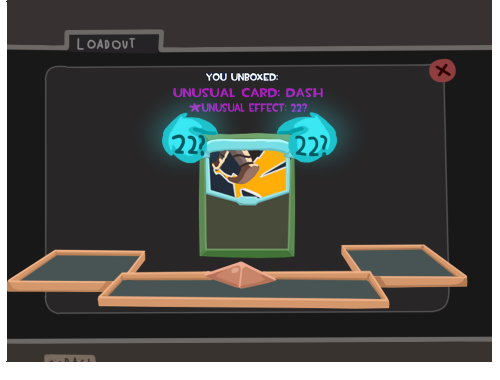 LOADOUT
YOU UNBOXED:
UNUSUAL CARD: DASH
★UNUSUAL EFFECT: 22?
22? 22?